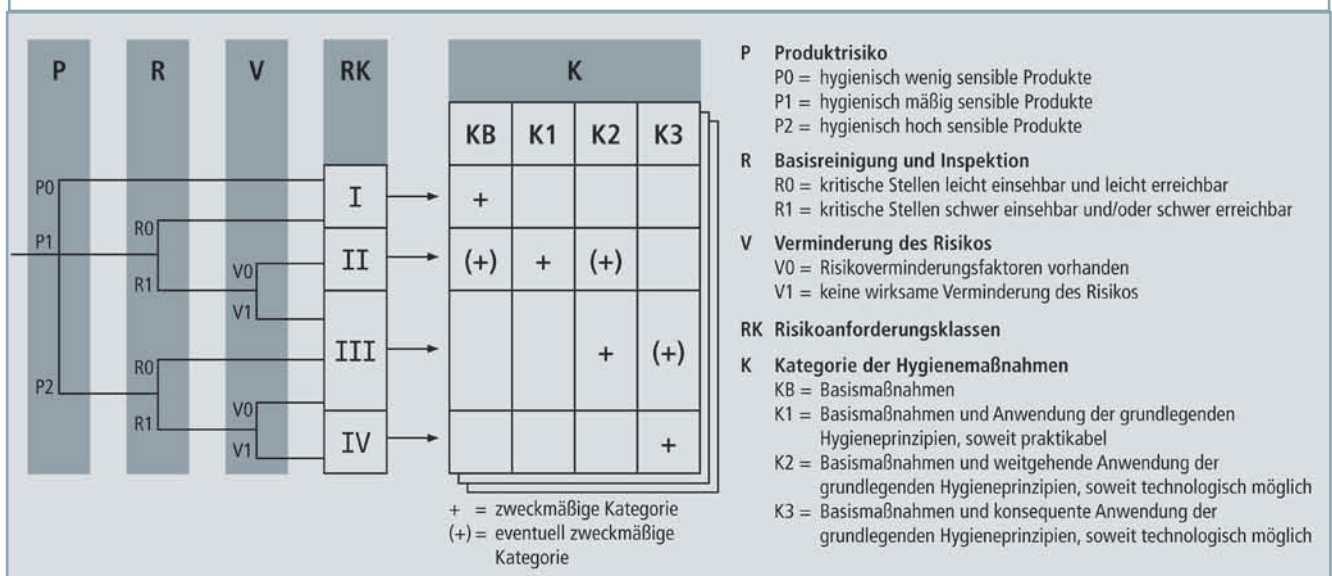 P R V RK K
KB K1 K2 K3
P0
I
+
R0
P1
II
(+) + (+)
V0
R1
V1
III
+ (+)
R0
P2
V0
R1
IV
+
V1
+ = zweckmäßige Kategorie
(+) = eventuell zweckmäßige
Kategorie
P Produktrisiko
P0 = hygienisch wenig sensible Produkte
P1 = hygienisch mäßig sensible Produkte
P2 = hygienisch hoch sensible Produkte
R Basisreinigung und Inspektion
R0 = kritische Stellen leicht einsehbar und leicht erreichbar
R1 = kritische Stellen schwer einsehbar und/oder schwer erreichbar
V Verminderung des Risikos
V0 = Risikoverminderungsfaktoren vorhanden
V1 = keine wirksame Verminderung des Risikos
RK Risikoanforderungsklassen
K Kategorie der Hygienemaßnahmen
KB = Basismaßnahmen
K1 = Basismaßnahmen und Anwendung der grundlegenden
Hygieneprinzipien, soweit praktikabel
K2 = Basismaßnahmen und weitgehende Anwendung der
grundlegenden Hygieneprinzipien, soweit technologisch möglich
K3 = Basismaßnahmen und konsequente Anwendung der
grundlegenden Hygieneprinzipien, soweit technologisch möglich